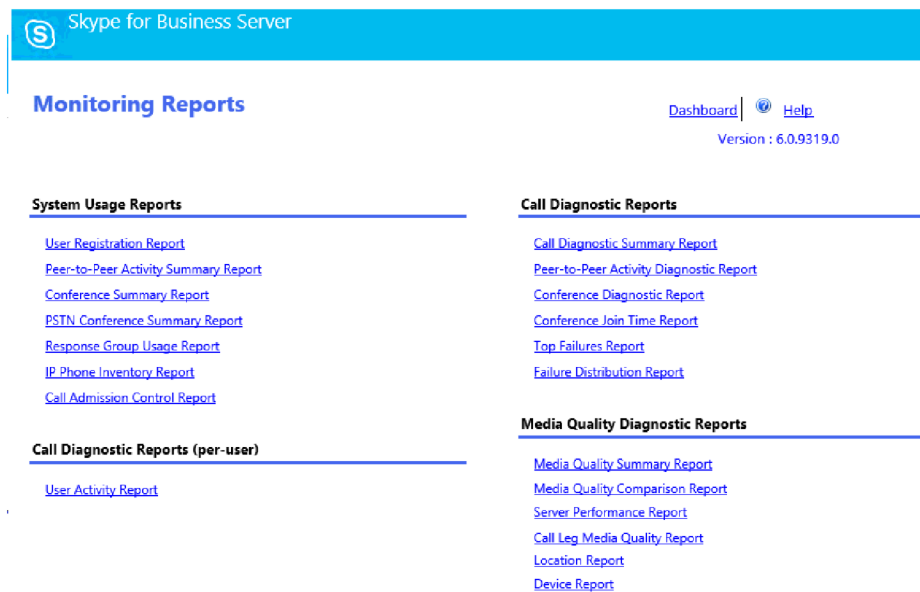 Skype for Business Server
Monitoring Reports
Dashboard Help
Version : 6.0.9319.0
System Usage Reports
User Registration Report
Peer-to-Peer Activity Summary Report
Conference Summary Report
PSTN Conference Summary Report
Response Group Usage Report
IP Phone Inventory Report
Call Admission Control Report
Call Diagnostic Reports (per-user)
User Activity Report
Call Diagnostic Reports
Call Diagnostic Summary Report
Peer-to-Peer Activity Diagnostic Report
Conference Diagnostic Report
Conference Join Time Report
Top Failures Report
Failure Distribution Report
Media Quality Diagnostic Reports
Media Quality Summary Report
Media Quality Comparison Report
Server Performance Report
Call Leg Media Quality Report
Location Report
Device Report